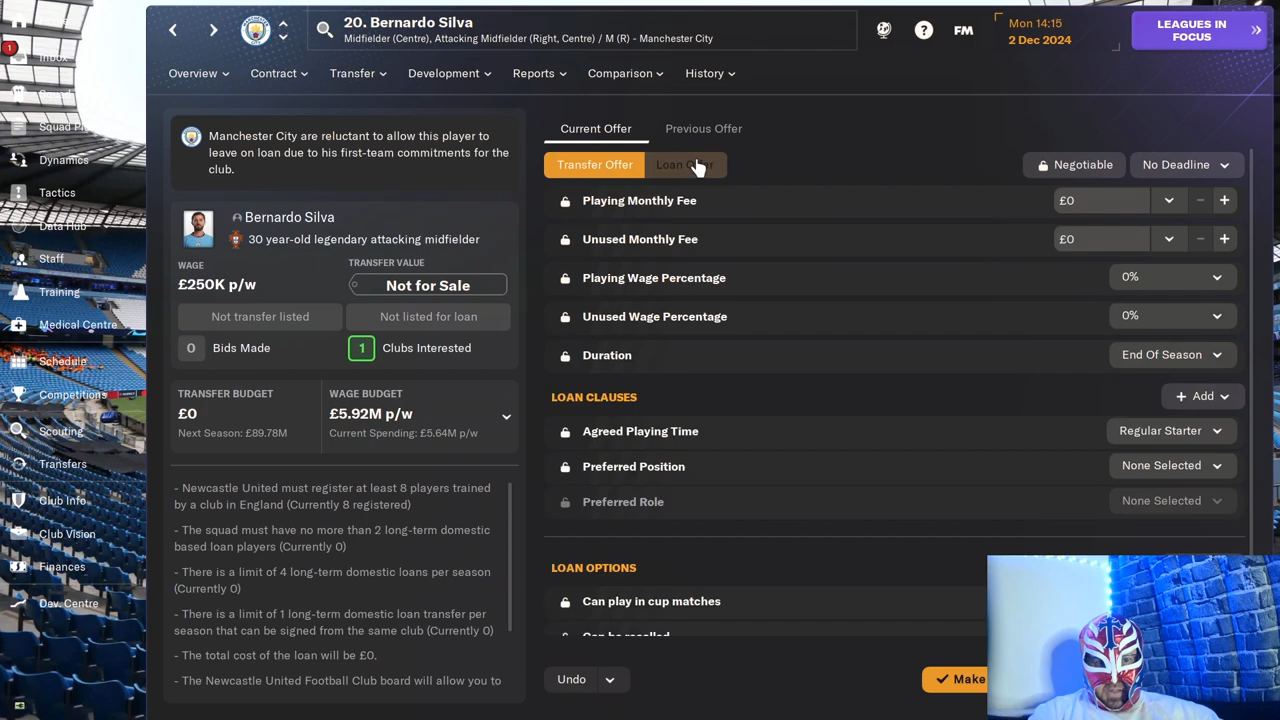 20. Bernardo Silva
Midfielder (Centre), Attacking Midfielder (Right, Centre) / M (R) - Manchester City
FM
Mon 14:15
2 Dec 2024
LEAGUES IN
FOCUS
1
Inbox
Overview
Contract
Transfer
Development
Reports
Comparison
History
Dynamics
Tactics
Data Hub
Staff
Training
Medical Centre
Schedule
Competitions
Scouting
Transfers
Club Info
Club Vision
Finances
Dev. Centre
Manchester City are reluctant to allow this player to
leave on loan due to his first-team commitments for the
club.
Bernardo Silva
30 year-old legendary attacking midfielder
WAGE
£250K p/w
TRANSFER VALUE
Not for Sale
Not transfer listed
Not listed for loan
0 Bids Made
1 Clubs Interested
TRANSFER BUDGET
£0
Next Season: £89.78M
WAGE BUDGET
£5.92M p/w
Current Spending: £5.64M p/w
- Newcastle United must register at least 8 players trained
by a club in England (Currently 8 registered)
- The squad must have no more than 2 long-term domestic
based loan players (Currently 0)
- There is a limit of 4 long-term domestic loans per season
(Currently 0)
- There is a limit of 1 long-term domestic loan transfer per
season that can be signed from the same club (Currently 0)
- The total cost of the loan will be £0.
- The Newcastle United Football Club board will allow you to
Current Offer
Previous Offer
Transfer Offer
Loan Offer
Negotiable
No Deadline
Playing Monthly Fee
£0
Unused Monthly Fee
£0
Playing Wage Percentage
0%
Unused Wage Percentage
0%
Duration
End Of Season
LOAN CLAUSES
Add
Agreed Playing Time
Regular Starter
Preferred Position
None Selected
Preferred Role
None Selected
LOAN OPTIONS
Can play in cup matches
Can be recalled
Undo
Make